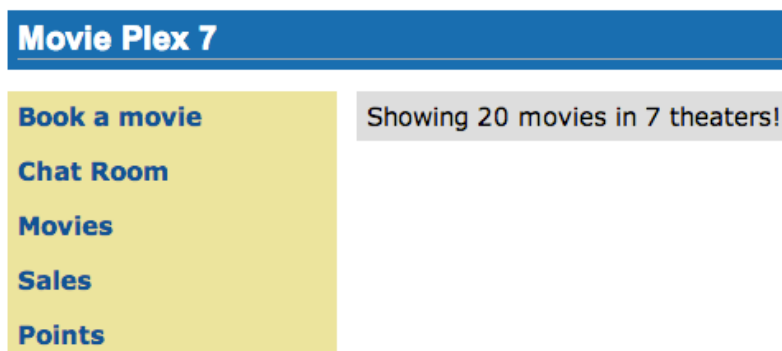 Movie Plex 7
Book a movie
Chat Room
Movies
Sales
Points
Showing 20 movies in 7 theaters!